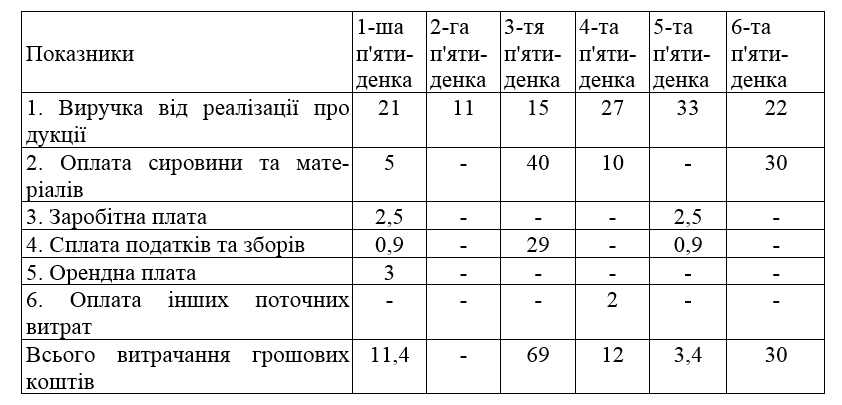 Показники 1-ша п'яти-денка 2-га п'яти-денка 3-тя п'яти-денка 4-та п'яти-денка 5-та п'яти-денка 6-та п'яти-денка
1. Виручка від реалізації про 21 11 15 27 33 22
дукції
2. Оплата сировини та мате- 5 - 40 10 - 30
ріалів
3. Заробітна плата 2,5 - - - 2,5 -
4. Сплата податків та зборів 0,9 - 29 - 0,9 -
5. Орендна плата 3 - - - - -
6. Оплата інших поточних - - - 2 - -
витрат
Всього витрачання грошових 11,4 - 69 12 3,4 30
коштів